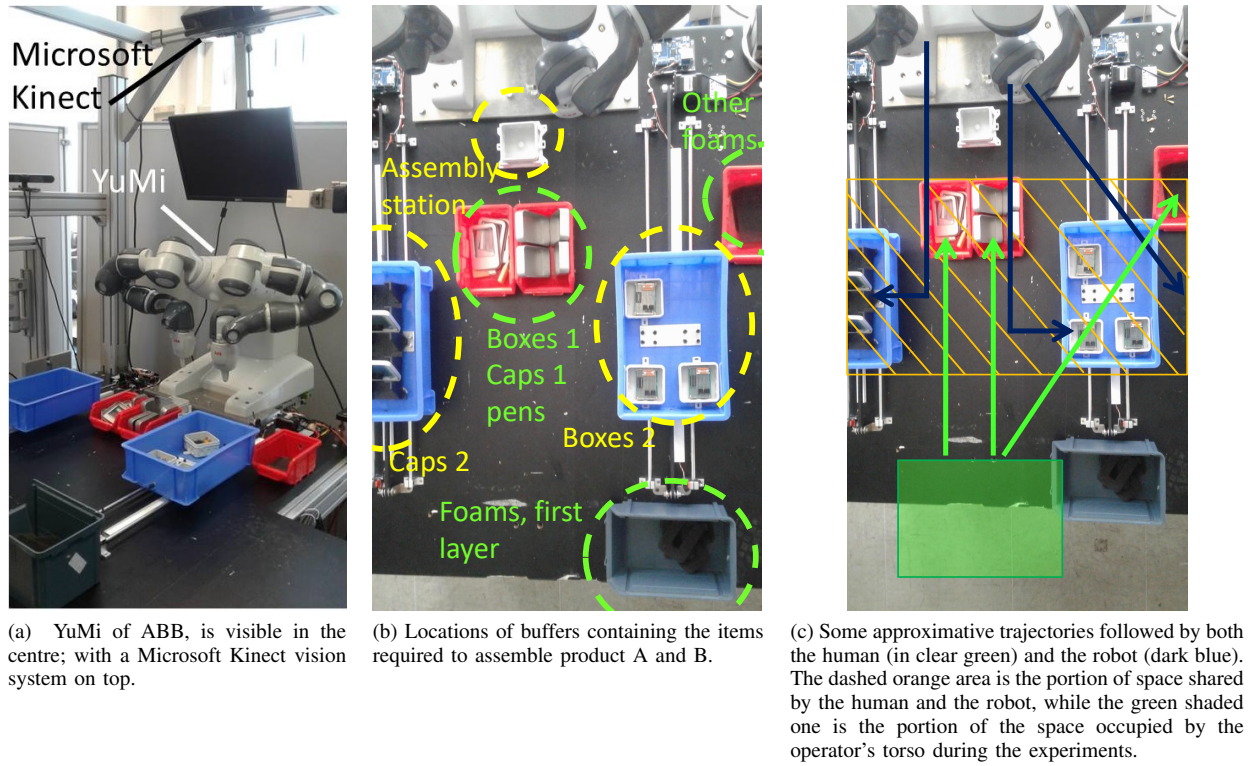 Microsoft
Kinect
YuMi
Other
foams
Assembly
station
Boxes 1
Caps 1
pens
Boxes 2
Caps 2
Foams, first
layer
(a) YuMi of ABB, is visible in the
centre; with a Microsoft Kinect vision
system on top.
(b) Locations of buffers containing the items
required to assemble product A and B.
(c) Some approximative trajectories followed by both
the human (in clear green) and the robot (dark blue).
The dashed orange area is the portion of space shared
by the human and the robot, while the green shaded
one is the portion of the space occupied by the
operator's torso during the experiments.